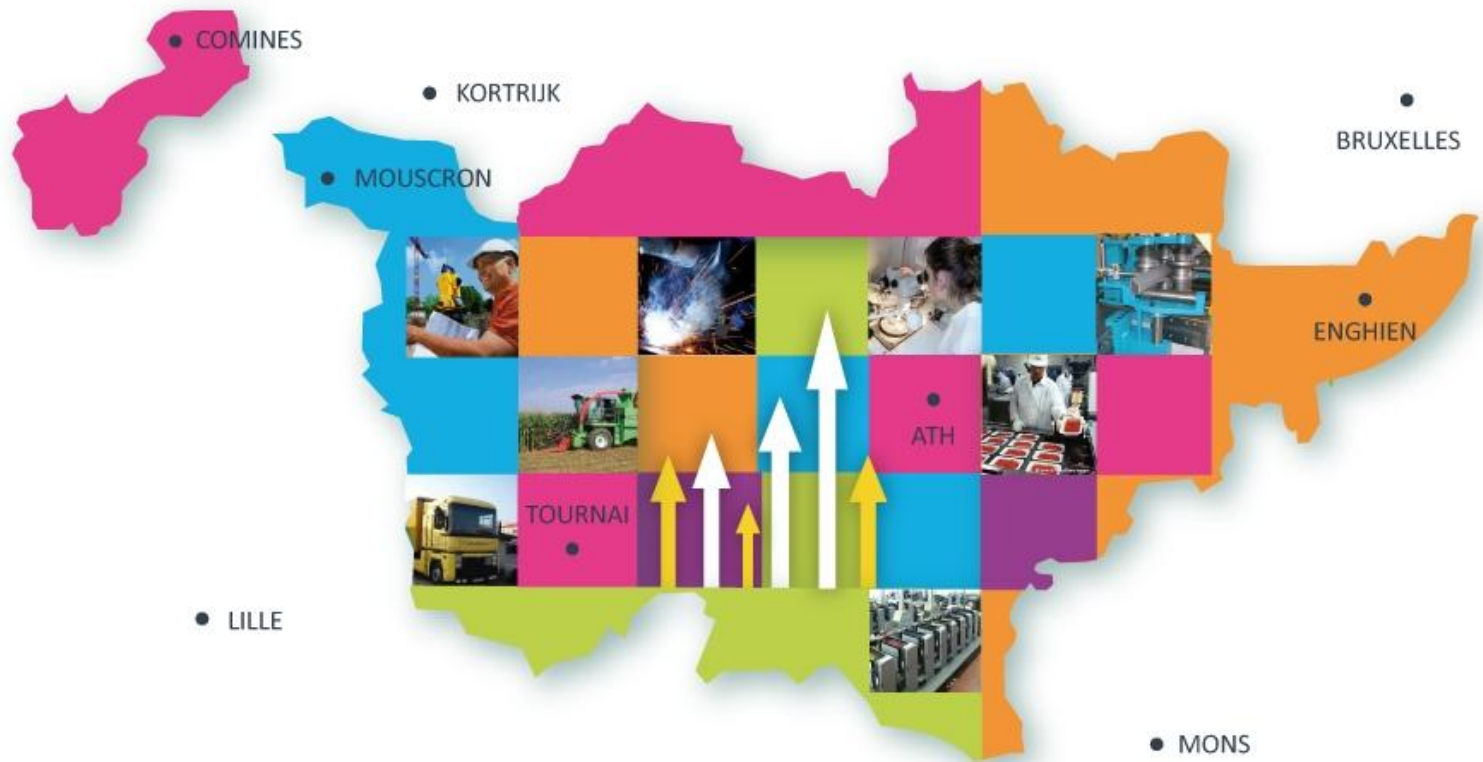 COMINES
KORTRIJK
BRUXELLES
MOUSCRON
ENGHIEN
ATH
TOURNAI
LILLE
MONS